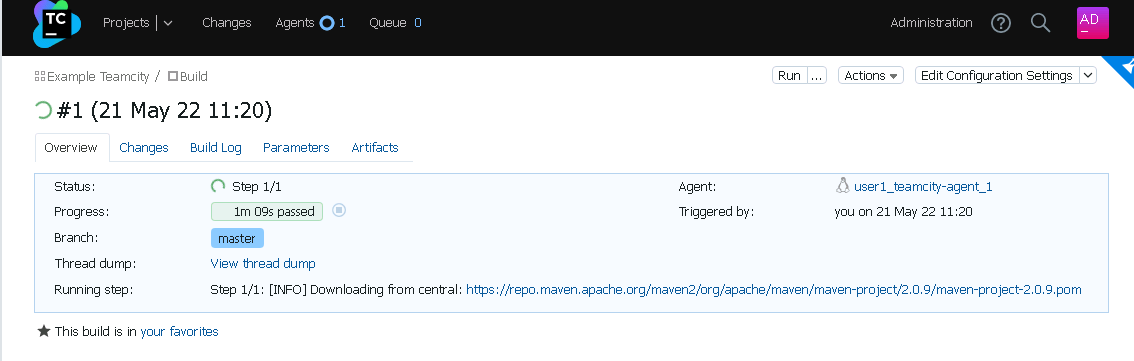 TC
Projects Changes Agents 1 Queue 0 Administration ? AD
Example Teamcity / Build Run ... Actions Edit Configuration Settings
#1 (21 May 22 11:20)
Overview Changes Build Log Parameters Artifacts
Status: Step 1/1 Agent: user1_teamcity-agent_1
Progress: 1m 09s passed Triggered by: you on 21 May 22 11:20
Branch: master
Thread dump: View thread dump
Running step: Step 1/1: [INFO] Downloading from central: https://repo.maven.apache.org/maven2/org/apache/maven/maven-project/2.0.9/maven-project-2.0.9.pom
This build is in your favorites